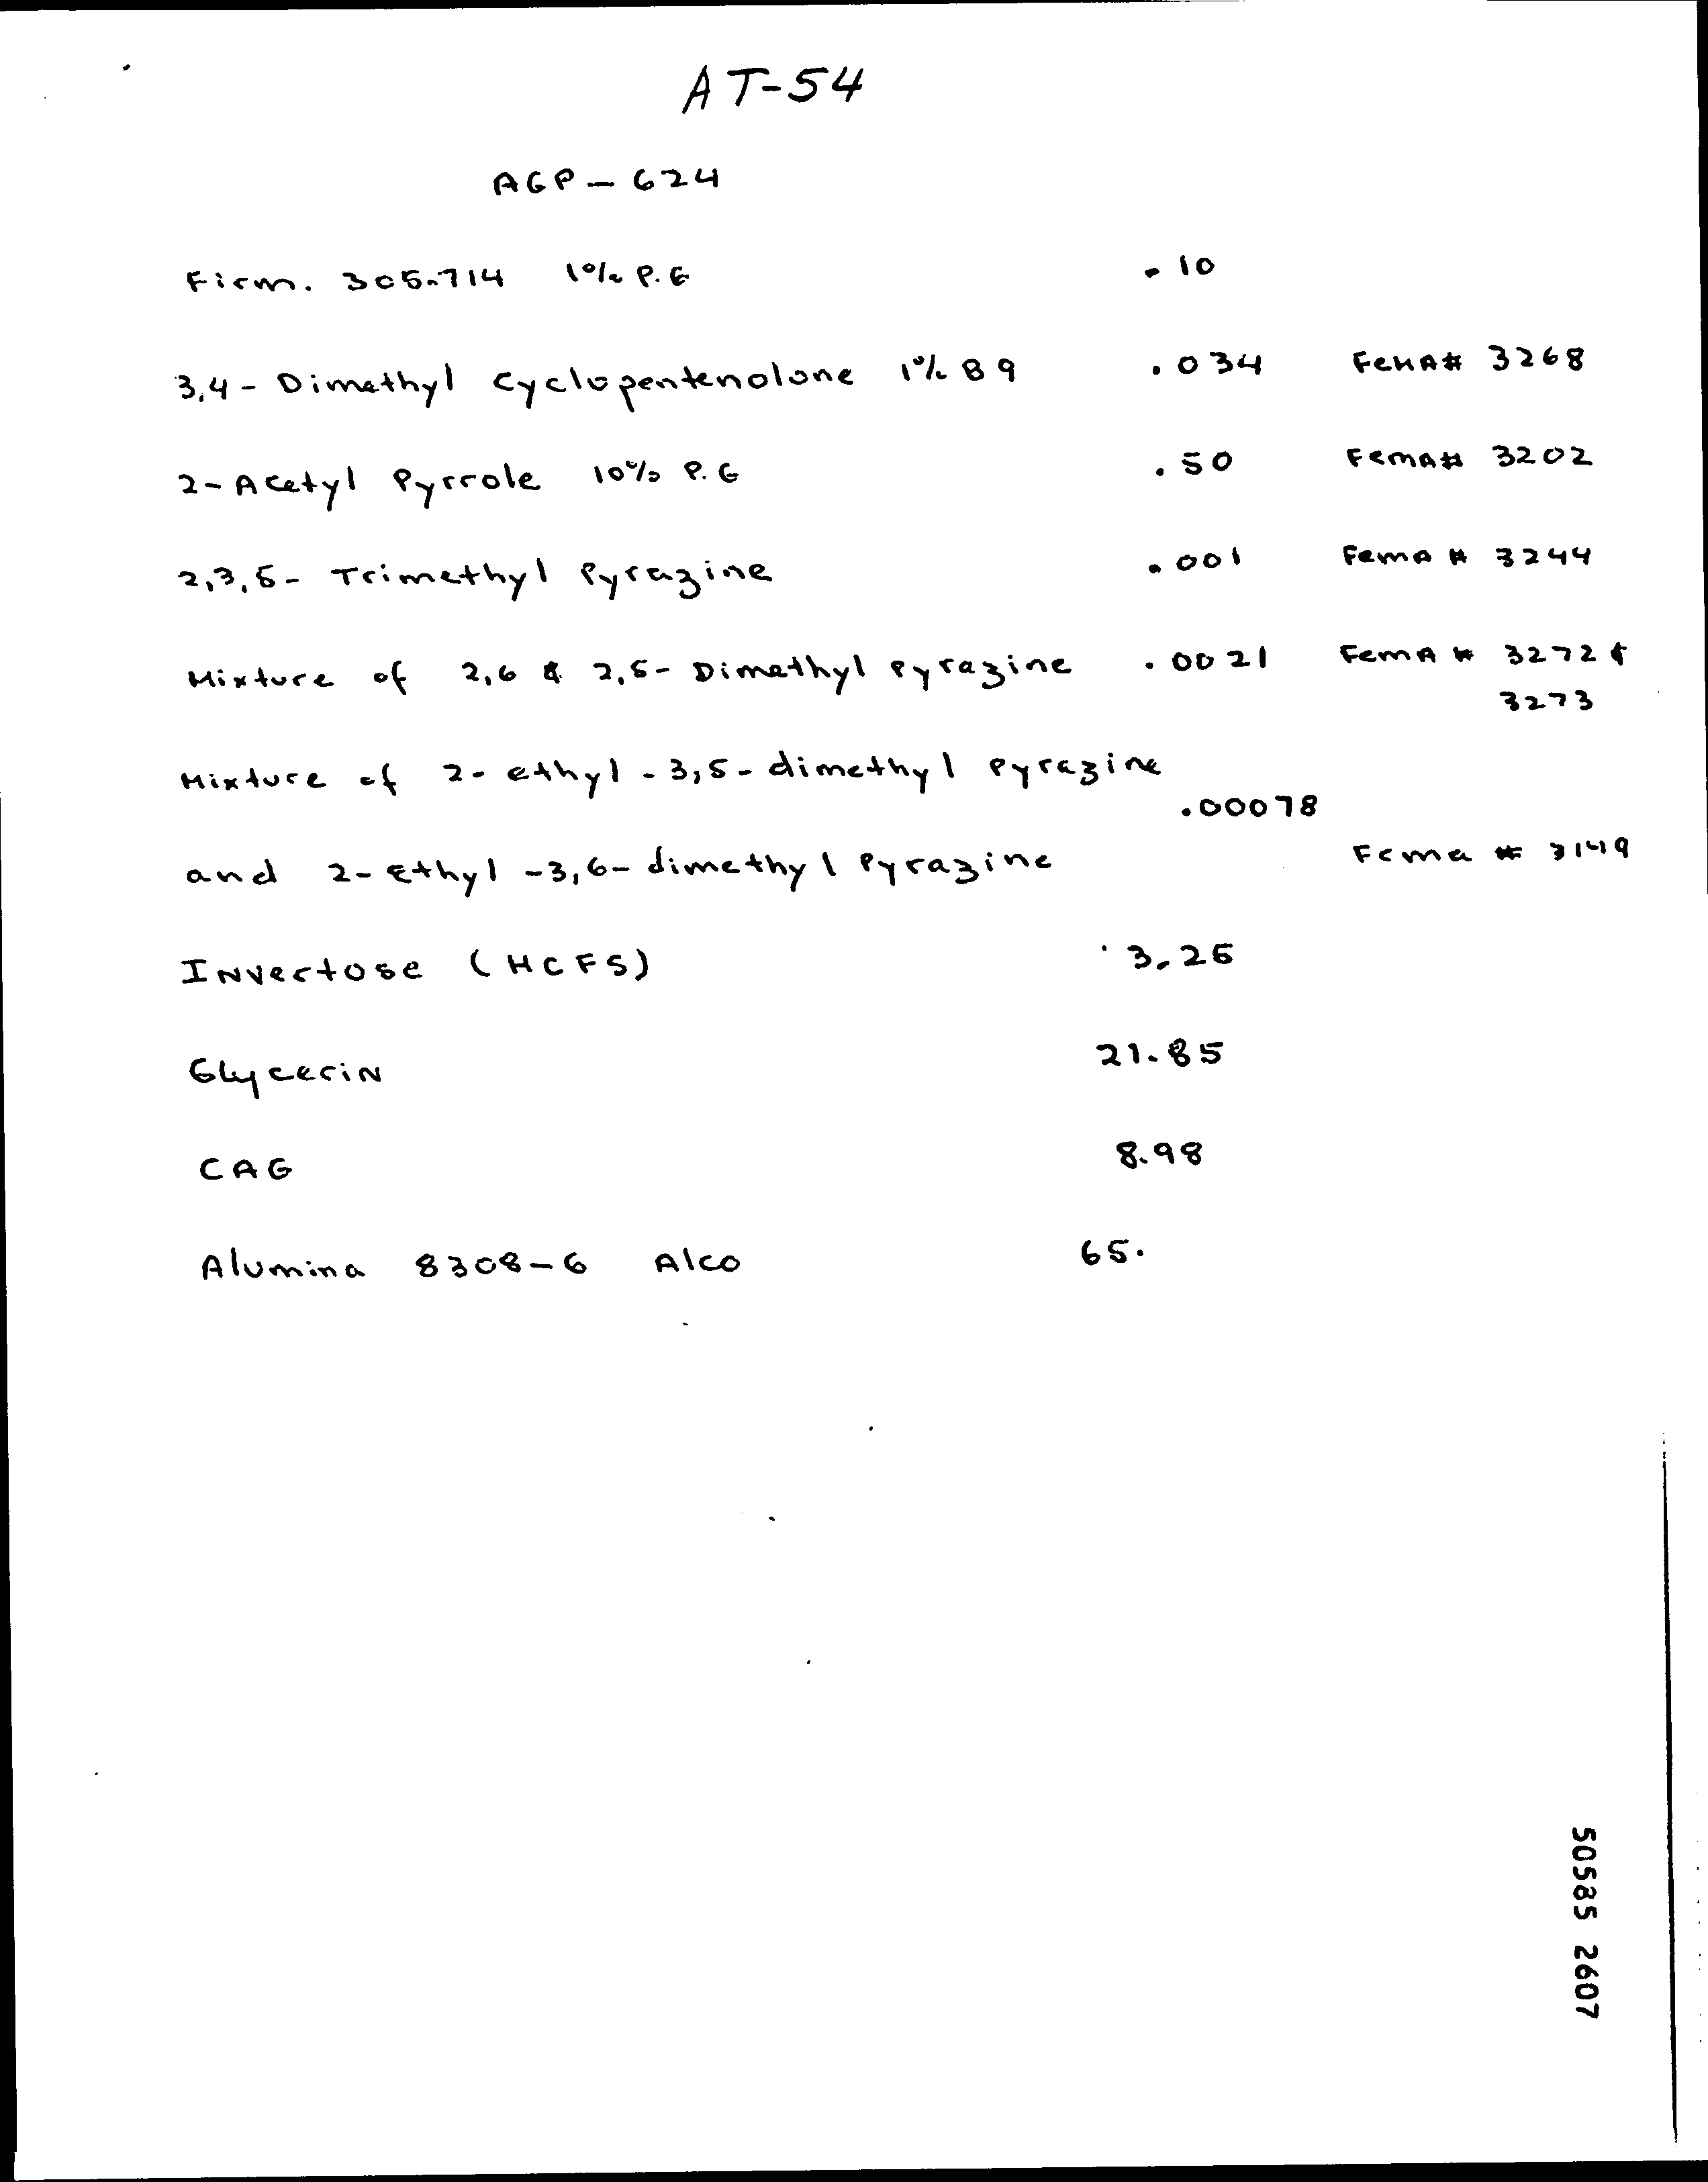 AT-54
AGP - 624
Firm. 305.714 1% P.G .10
3,4 - Dimethyl Cyclopentenolone 1% B9 .034 FEMA# 3268
2-Acetyl Pyrrole 10% P.G .50 FEMA# 3202
2,3,5- Trimethyl Pyrazine .001 Fema # 3244
Mixture of 2,6 & 2,5- Dimethyl Pyrazine .0021 FemA # 3272 &
3273
Mixture of 2- ethyl - 3,5- dimethyl Pyrazine
.00078
and 2- Ethyl -3,6- dimethyl Pyrazine Fema # 3149
Invertose (HCFS) 3.25
Glycerin 21.85
CAG 8.98
Alumina 8308-6 Alco 65.
50585 2607